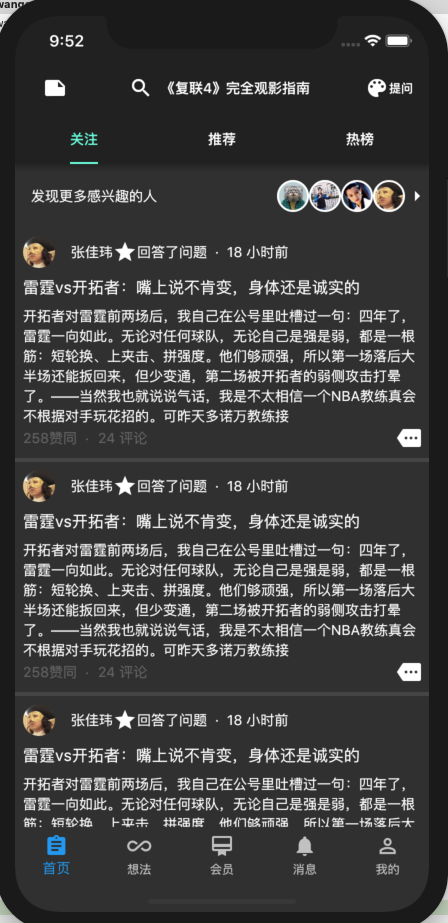 wang
9:52
《复联4》完全观影指南
提问
关注
推荐
热榜
发现更多感兴趣的人
张佳玮 回答了问题 · 18 小时前
雷霆vs开拓者：嘴上说不肯变，身体还是诚实的
开拓者对雷霆前两场后，我自己在公号里吐槽过一句：四年了，
雷霆一向如此。无论对任何球队，无论自己是强是弱，都是一根
筋：短轮换、上夹击、拼强度。他们够顽强，所以第一场落后大
半场还能扳回来，但少变通，第二场被开拓者的弱侧攻击打晕
了。——当然我也就说说气话，我是不太相信一个NBA教练真会
不根据对手玩花招的。可昨天多诺万教练接
258赞同 · 24 评论
张佳玮 回答了问题 · 18 小时前
雷霆vs开拓者：嘴上说不肯变，身体还是诚实的
开拓者对雷霆前两场后，我自己在公号里吐槽过一句：四年了，
雷霆一向如此。无论对任何球队，无论自己是强是弱，都是一根
筋：短轮换、上夹击、拼强度。他们够顽强，所以第一场落后大
半场还能扳回来，但少变通，第二场被开拓者的弱侧攻击打晕
了。——当然我也就说说气话，我是不太相信一个NBA教练真会
不根据对手玩花招的。可昨天多诺万教练接
258赞同 · 24 评论
张佳玮 回答了问题 · 18 小时前
雷霆vs开拓者：嘴上说不肯变，身体还是诚实的
开拓者对雷霆前两场后，我自己在公号里吐槽过一句：四年了，
雷霆一向如此。无论对任何球队，无论自己是强是弱，都是一根
筋：短轮换、上夹击、拼强度。他们够顽强，所以第一场落后大
首页
想法
会员
消息
我的